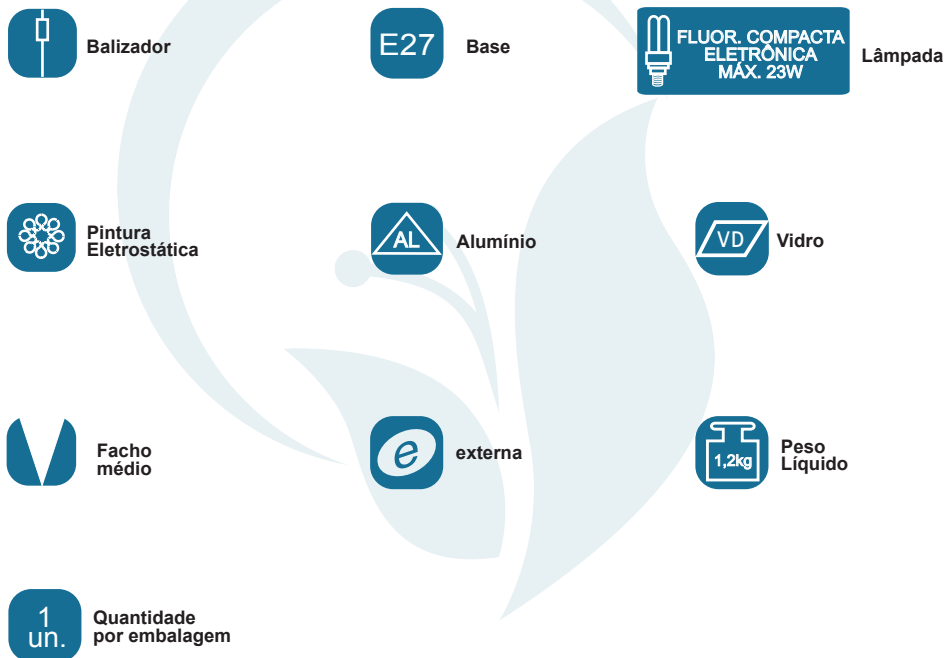 Balizador
E27
Base
FLUOR. COMPACTA
ELETRÔNICA
MÁX. 23W
Lâmpada
Pintura
Eletrostática
AL
Alumínio
VD
Vidro
Facho
médio
e
externa
1,2kg
Peso
Líquido
1
un.
Quantidade
por embalagem